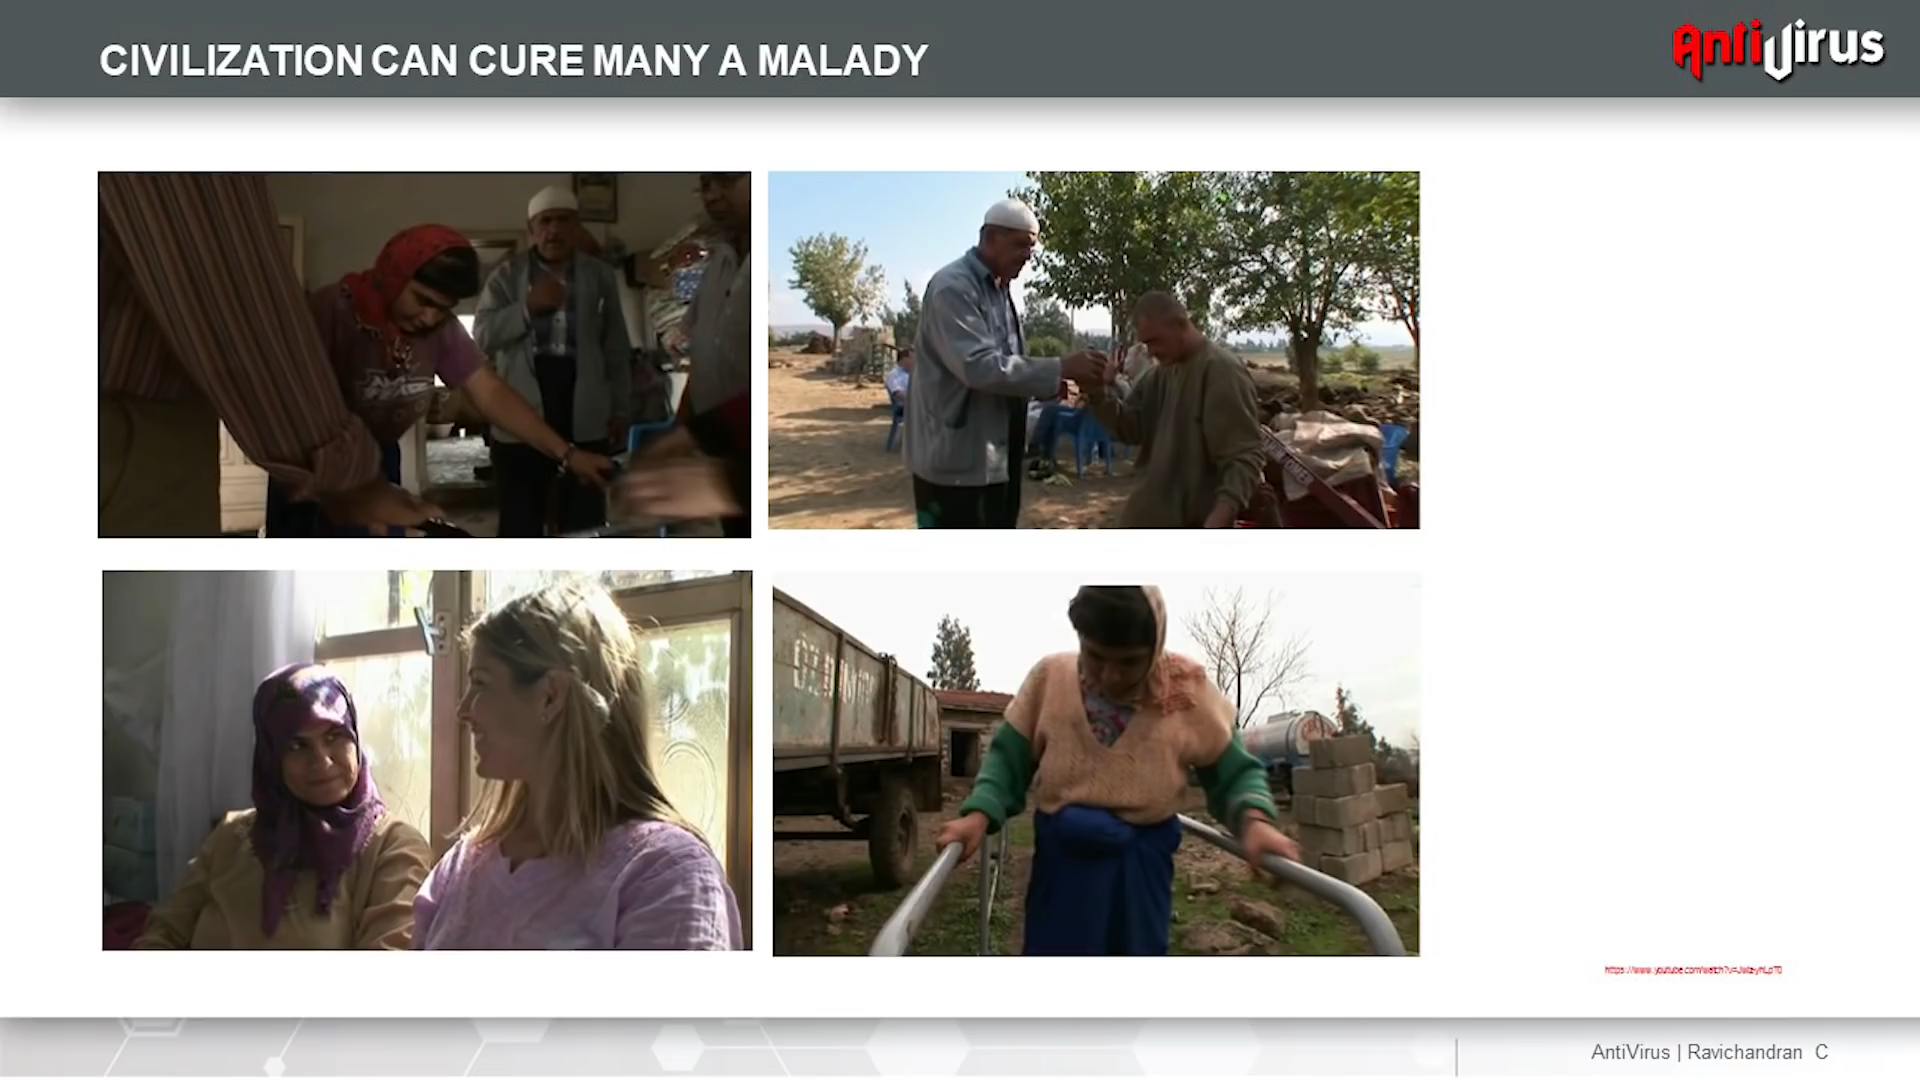 CIVILIZATION CAN CURE MANY A MALADY
AntiVirus
AntiVirus | Ravichandran C